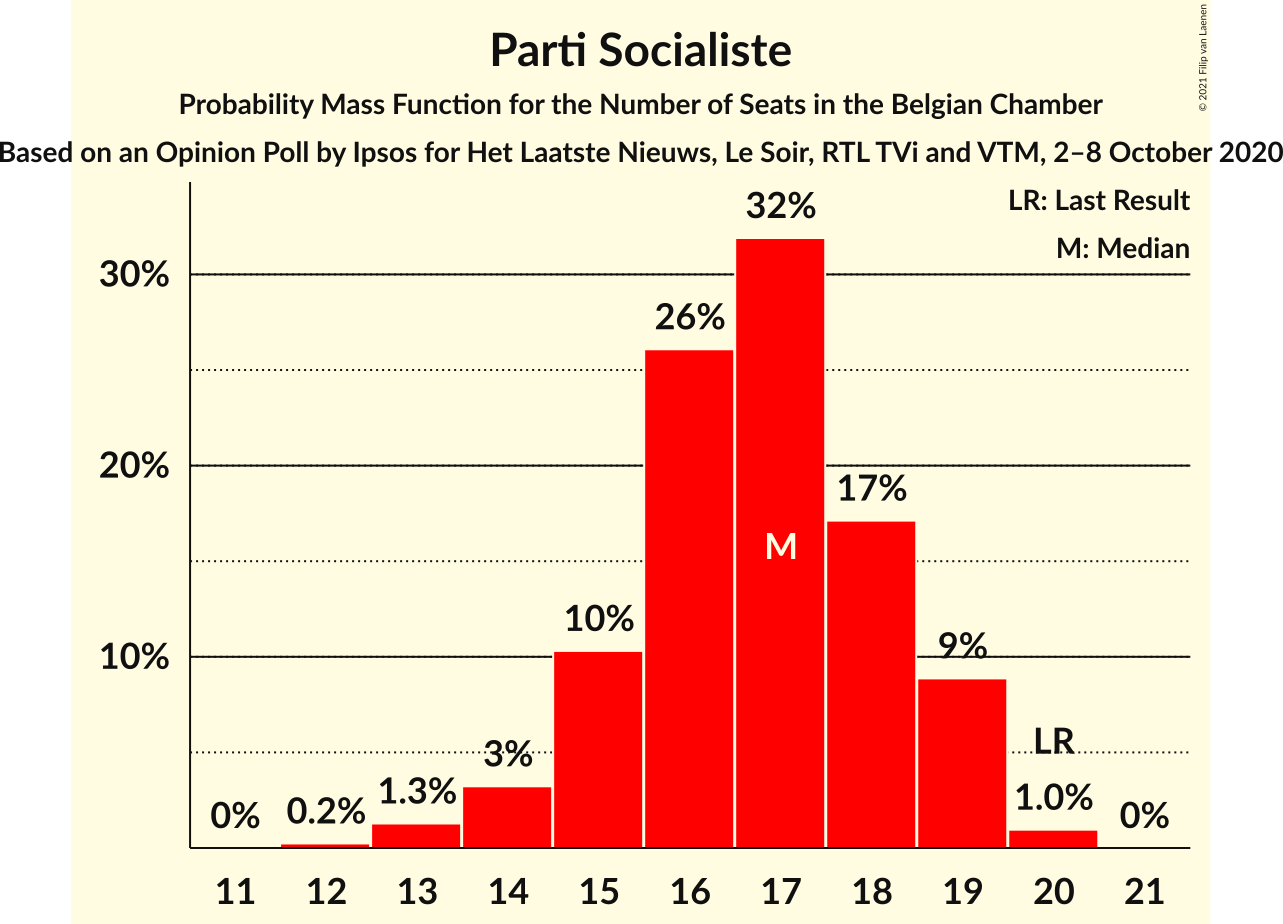 Parti Socialiste
Probability Mass Function for the Number of Seats in the Belgian Chamber
Based on an Opinion Poll by Ipsos for Het Laatste Nieuws, Le Soir, RTL TVi and VTM, 2–8 October 2020
© 2021 Filip van Laenen
LR: Last Result
M: Median
30%
20%
10%
0%
0.2%
1.3%
3%
10%
26%
32%
M
17%
9%
LR
1.0%
0%
11 12 13 14 15 16 17 18 19 20 21